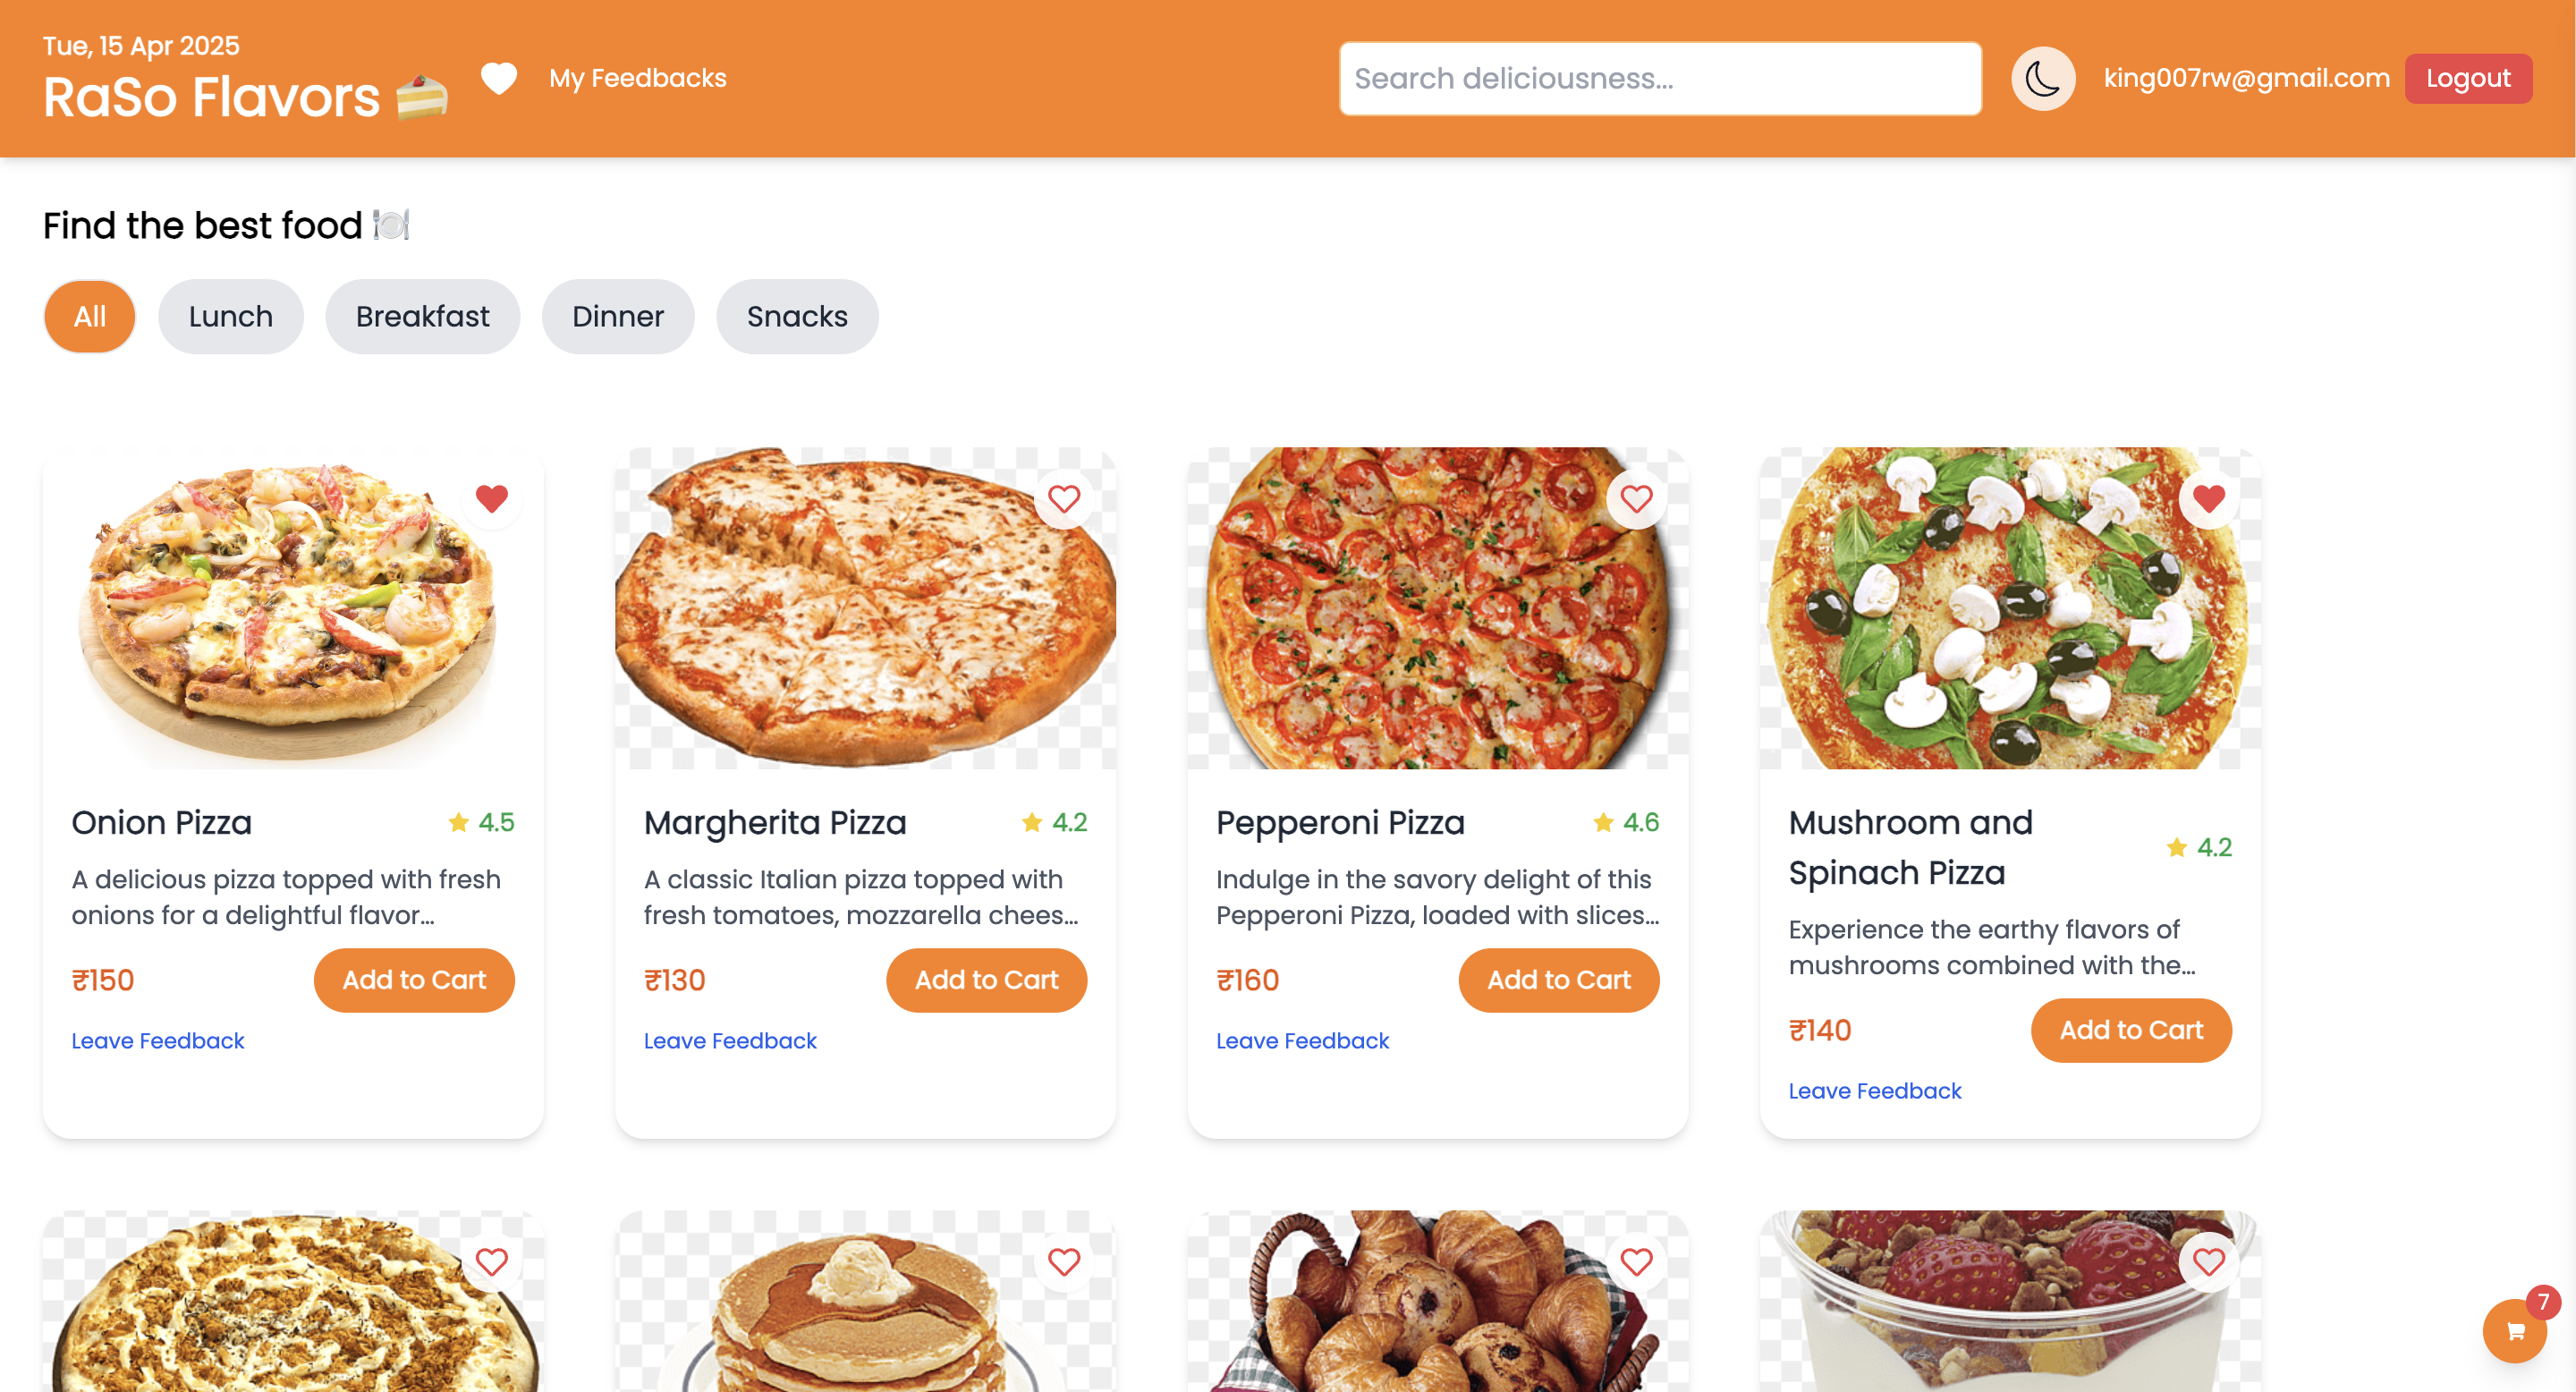 Tue, 15 Apr 2025
RaSo Flavors 🍰
My Feedbacks
Search deliciousness...
king007rw@gmail.com
Logout
Find the best food 🍽️
All
Lunch
Breakfast
Dinner
Snacks
Onion Pizza
4.5
A delicious pizza topped with fresh
onions for a delightful flavor...
₹150
Add to Cart
Leave Feedback
Margherita Pizza
4.2
A classic Italian pizza topped with
fresh tomatoes, mozzarella chees...
₹130
Add to Cart
Leave Feedback
Pepperoni Pizza
4.6
Indulge in the savory delight of this
Pepperoni Pizza, loaded with slices...
₹160
Add to Cart
Leave Feedback
Mushroom and
Spinach Pizza
4.2
Experience the earthy flavors of
mushrooms combined with the...
₹140
Add to Cart
Leave Feedback
7